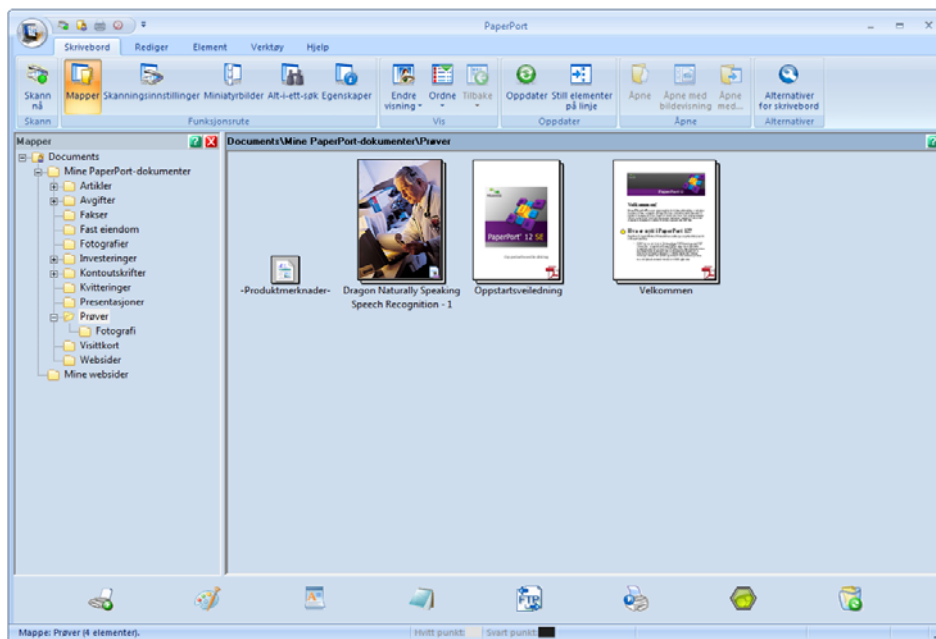 PaperPort
Skrivebord Rediger Element Verktøy Hjelp
Skann nå
Mapper Skanningsinnstillinger Miniatyrbilder Alt-i-ett-søk Egenskaper
Endre visning Ordne Tilbake
Oppdater Still elementer på linje
Åpne Åpne med bildevisning Åpne med...
Alternativer for skrivebord
Skann Funksjonsrute Vis Oppdater Åpne Alternativer
Mapper
Documents\Mine PaperPort-dokumenter\Prøver
Documents
Mine PaperPort-dokumenter
Artikler
Avgifter
Fakser
Fast eiendom
Fotografier
Investeringer
Kontoutskrifter
Kvitteringer
Presentasjoner
Prøver
Fotografi
Visittkort
Websider
Mine websider
PaperPort 12 SE
Velkommen!
-Produktmerknader-
Dragon Naturally Speaking
Speech Recognition - 1
Oppstartsveiledning
Velkommen
FTP
Mappe: Prøver (4 elementer).
Hvitt punkt: Svart punkt: